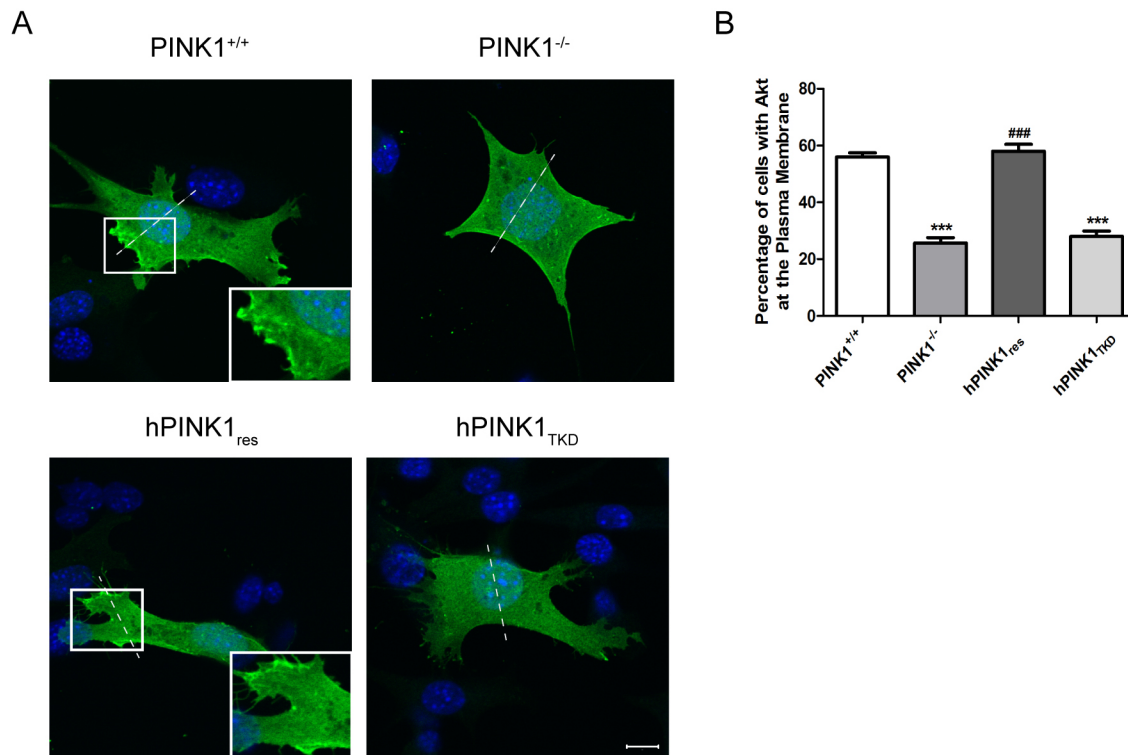 A
PINK1+/+
PINK1-/-
hPINK1res
hPINK1TKD
B
Percentage of cells with Akt
at the Plasma Membrane
80
60
40
20
0
***
###
***
PINK1+/+
PINK1-/-
hPINK1res
hPINK1TKD